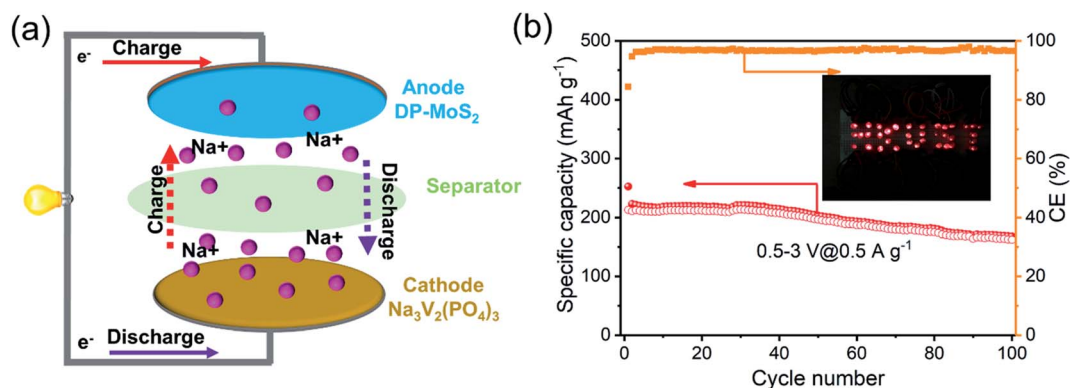 (a)
e-
Charge
Anode
DP-MoS₂
Na+
Na+
Charge
Separator
Discharge
Na+
Na+
Cathode
Na₃V₂(PO₄)₃
e-
Discharge
(b)
Specific capacity (mAh g⁻¹)
500
400
300
200
100
0
HKUST
0.5-3 V@0.5 A g⁻¹
0
20
40
60
80
100
Cycle number
100
80
60
40
20
0
CE (%)